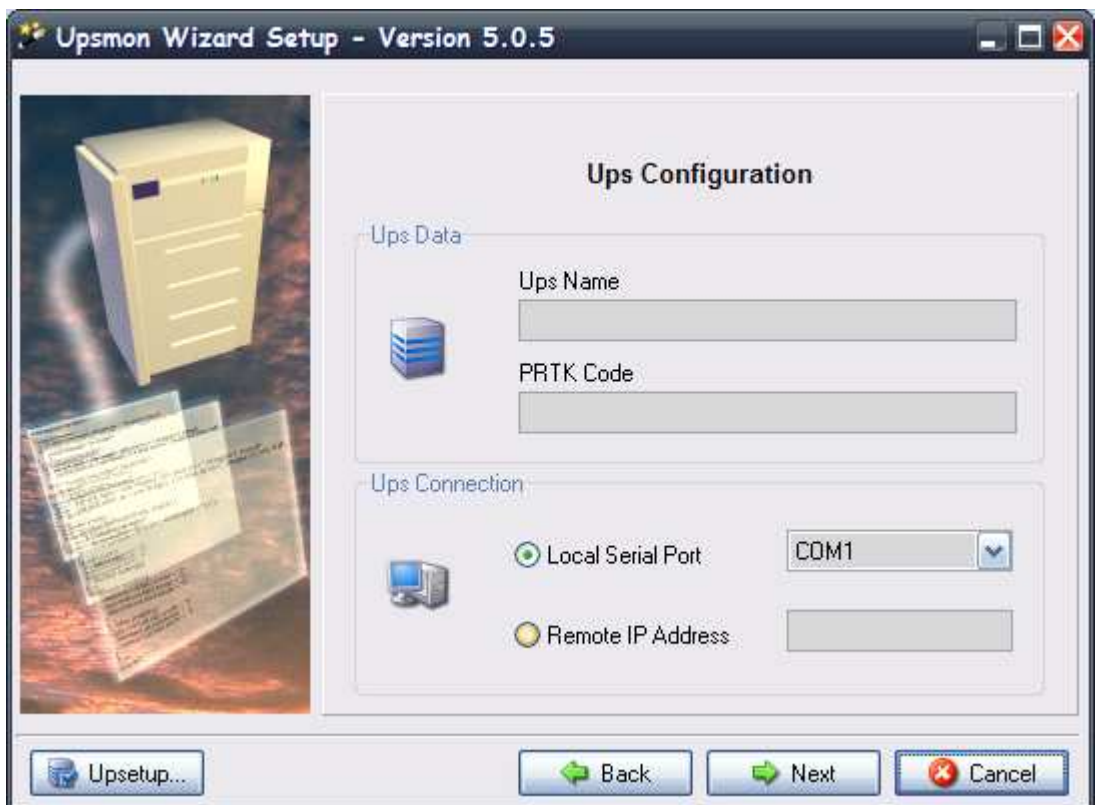 Upsmon Wizard Setup - Version 5.0.5
Ups Configuration
Ups Data
Ups Name
PRTK Code
Ups Connection
Local Serial Port
COM1
Remote IP Address
Upsetup...
Back
Next
Cancel